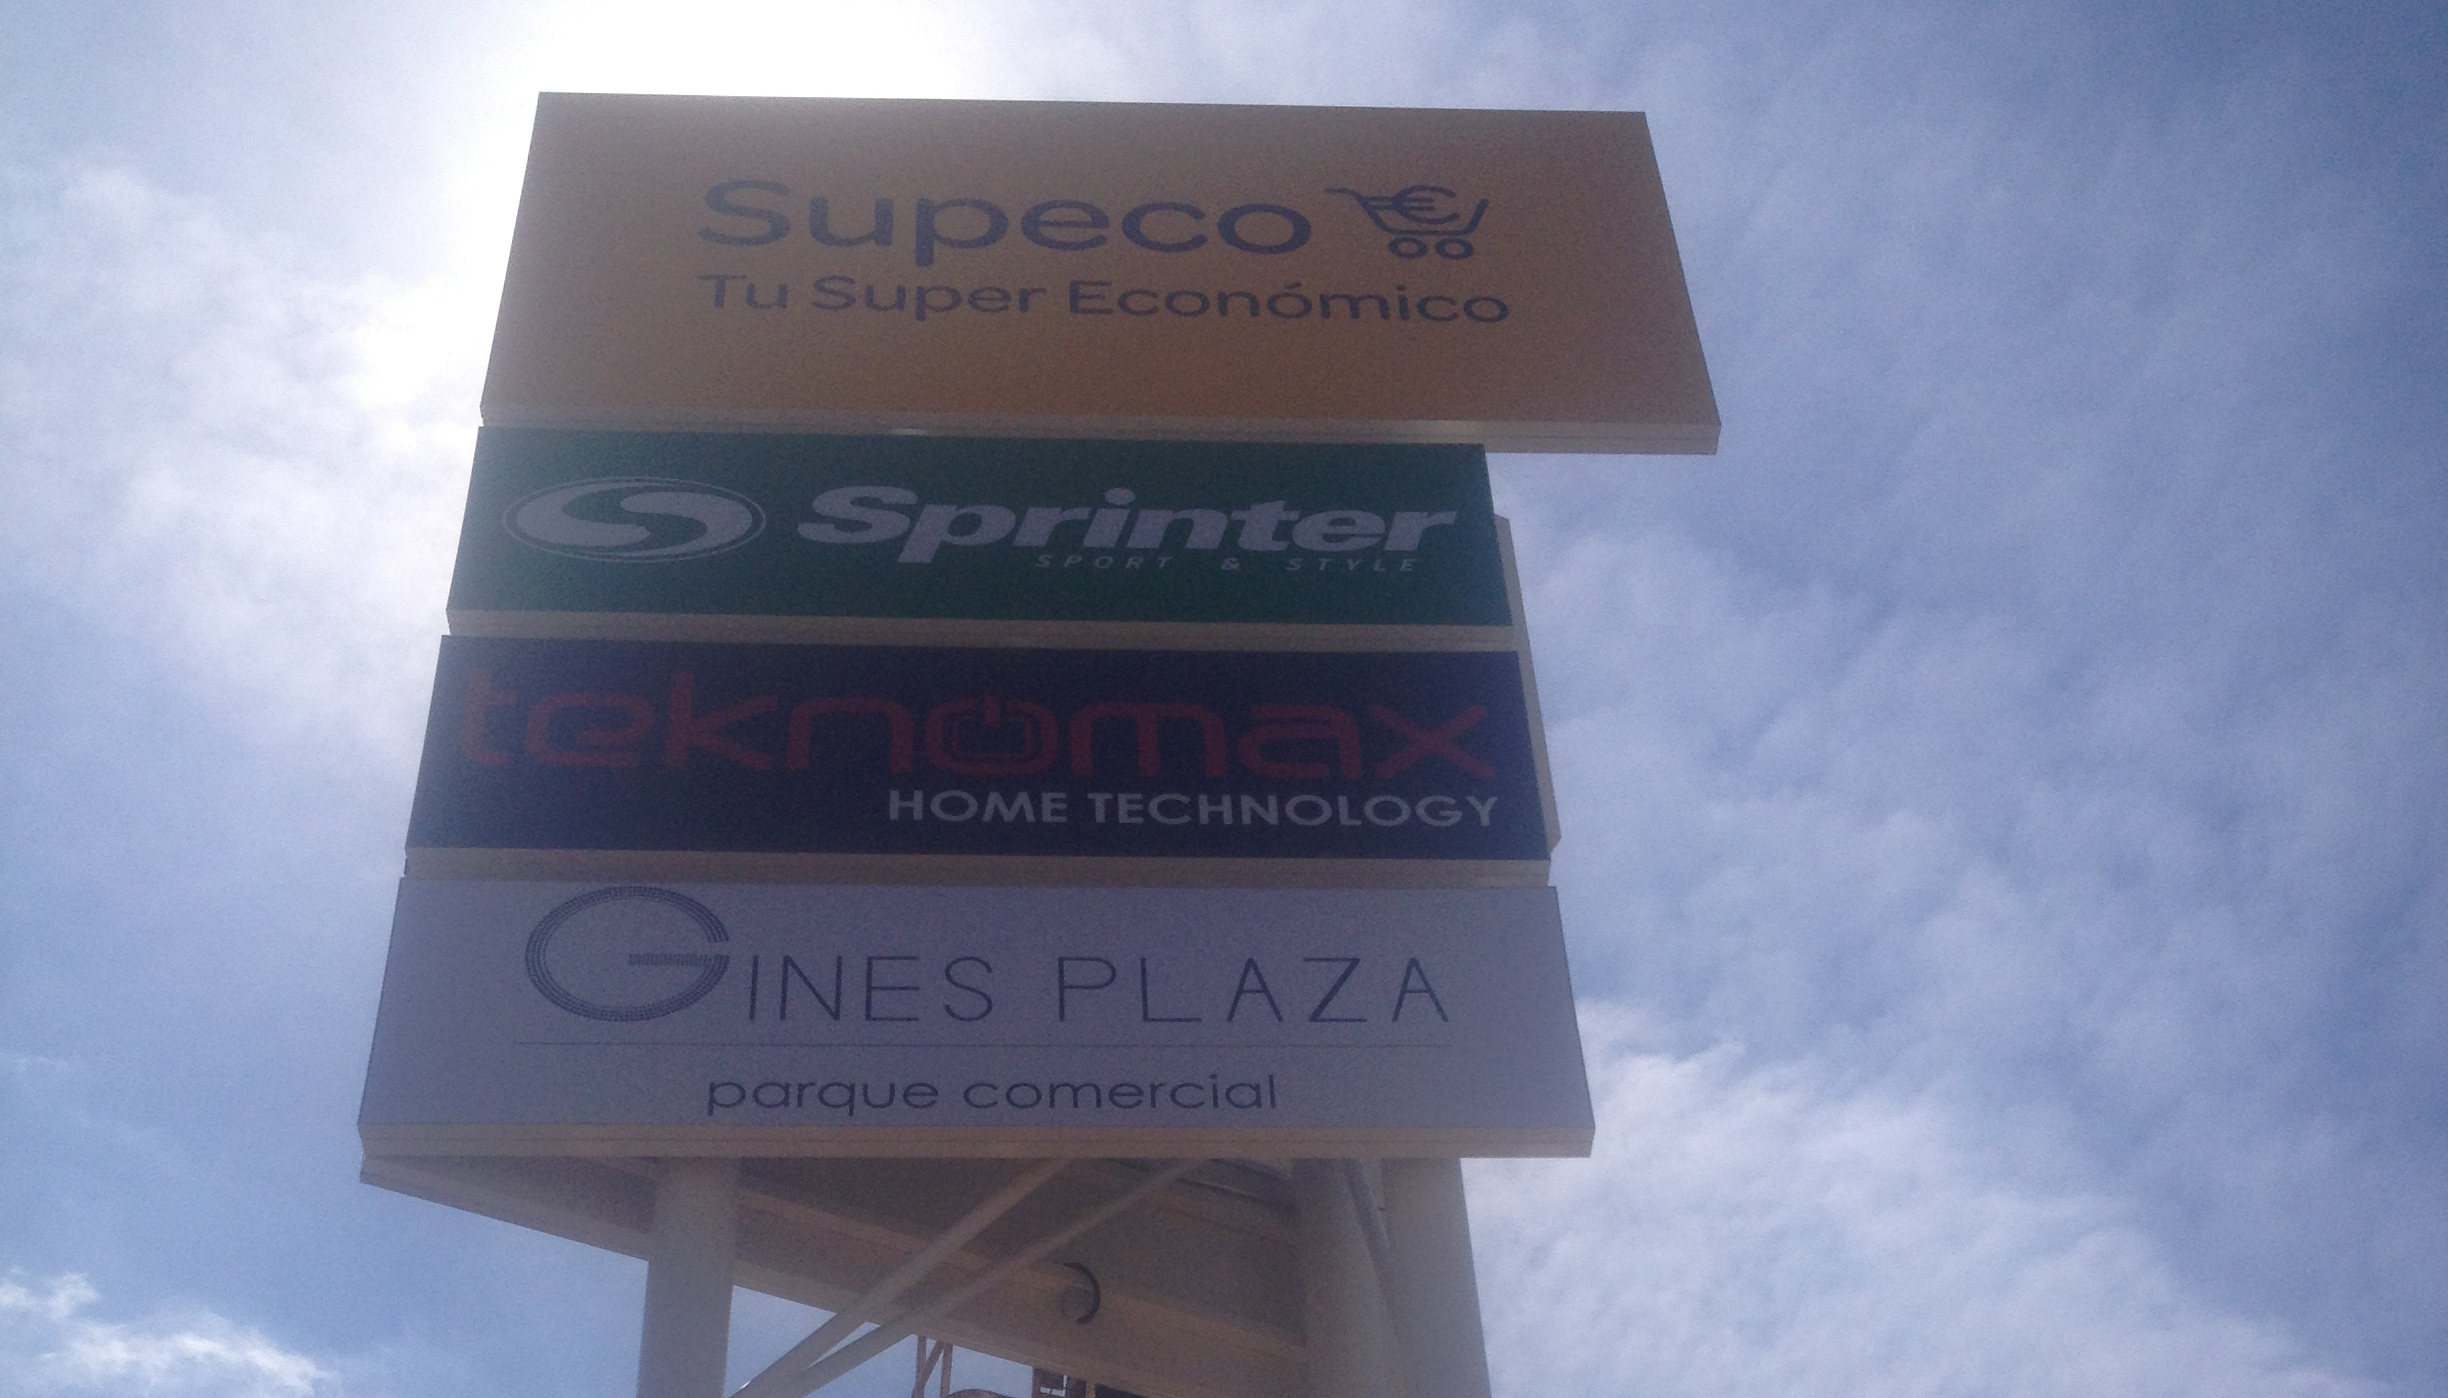 Supeco
Tu Super Económico
Sprinter
SPORT & STYLE
teknomax
HOME TECHNOLOGY
GINES PLAZA
parque comercial